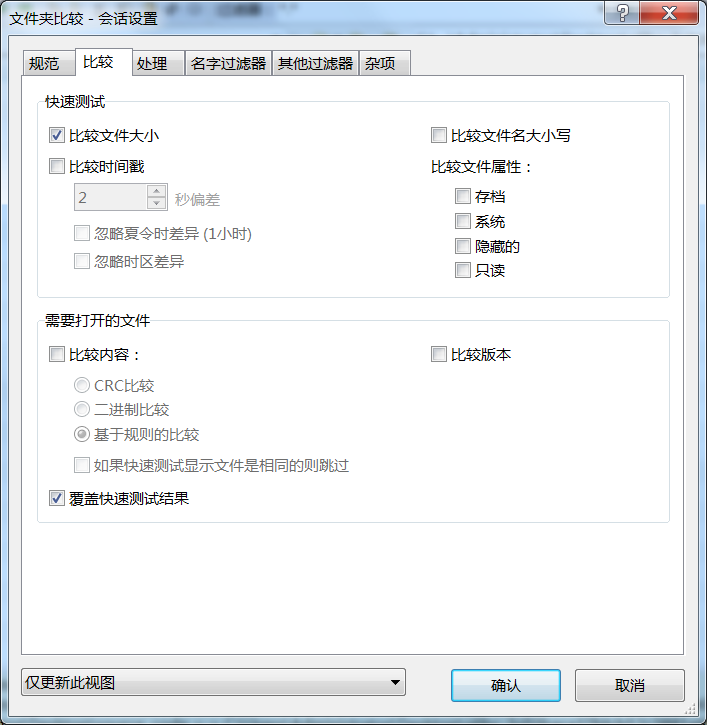 文件夹比较 - 会话设置
规范 比较 处理 名字过滤器 其他过滤器 杂项
快速测试
比较文件大小 比较文件名大小写
比较时间戳 比较文件属性：
2 秒偏差 存档
忽略夏令时差异 (1小时) 系统
忽略时区差异 隐藏的
只读
需要打开的文件
比较内容： 比较版本
CRC比较
二进制比较
基于规则的比较
如果快速测试显示文件是相同的则跳过
覆盖快速测试结果
仅更新此视图 确认 取消